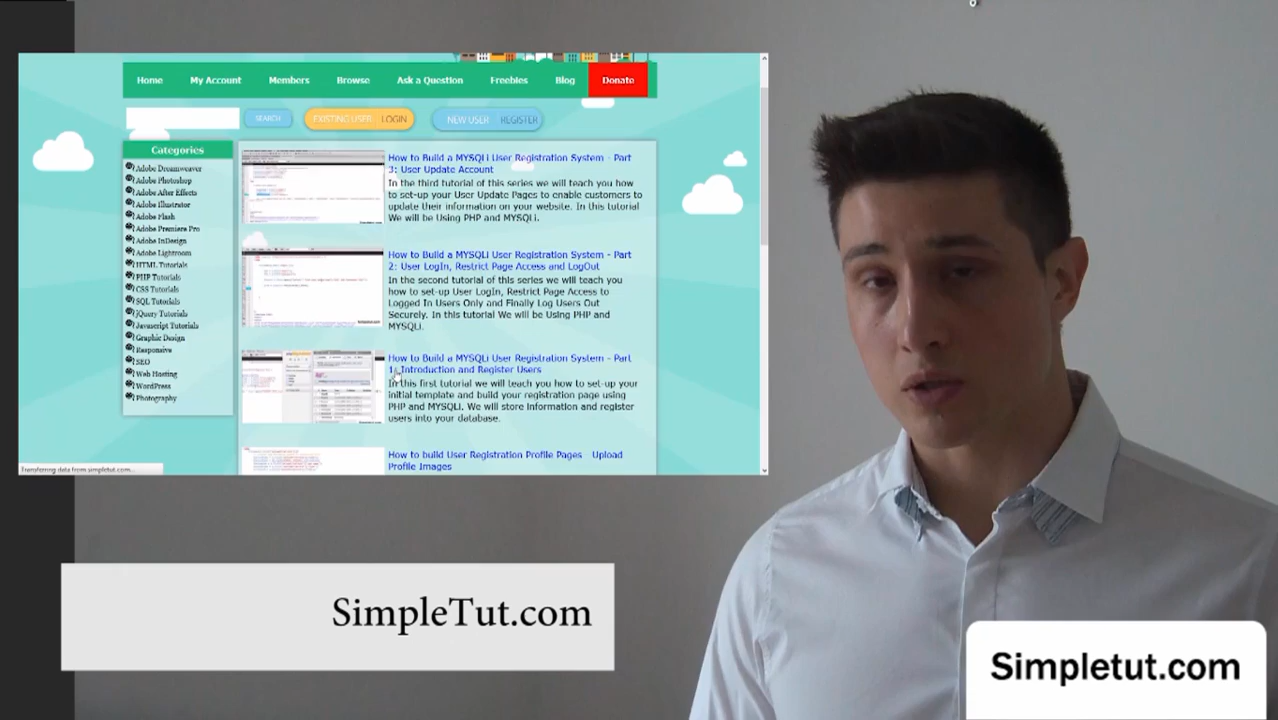 Home My Account Members Browse Ask a Question Freebies Blog Donate
SEARCH EXISTING USER LOGIN NEW USER REGISTER
Categories
Adobe Dreamweaver
Adobe Photoshop
Adobe After Effects
Adobe Illustrator
Adobe Flash
Adobe Premiere Pro
Adobe InDesign
Adobe Lightroom
HTML Tutorials
PHP Tutorials
CSS Tutorials
SQL Tutorials
jQuery Tutorials
Javascript Tutorials
Graphic Design
Responsive
SEO
Web Hosting
WordPress
Photography
How to Build a MYSQLi User Registration System - Part
3: User Update Account
In the third tutorial of this series we will teach you how
to set-up your User Update Pages to enable customers to
update their information on your website. In this tutorial
We will be Using PHP and MYSQLi.
How to Build a MYSQLi User Registration System - Part
2: User LogIn, Restrict Page Access and LogOut
In the second tutorial of this series we will teach you
how to set-up User LogIn, Restrict Page Access to
Logged In Users Only and Finally Log Users Out
Securely. In this tutorial We will be Using PHP and
MYSQLi.
How to Build a MYSQLi User Registration System - Part
1: Introduction and Register Users
In this first tutorial we will teach you how to set-up your
initial template and build your registration page using
PHP and MYSQLi. We will store information and register
users into your database.
How to build User Registration Profile Pages Upload
Profile Images
Transferring data from simpletut.com...
SimpleTut.com
Simpletut.com